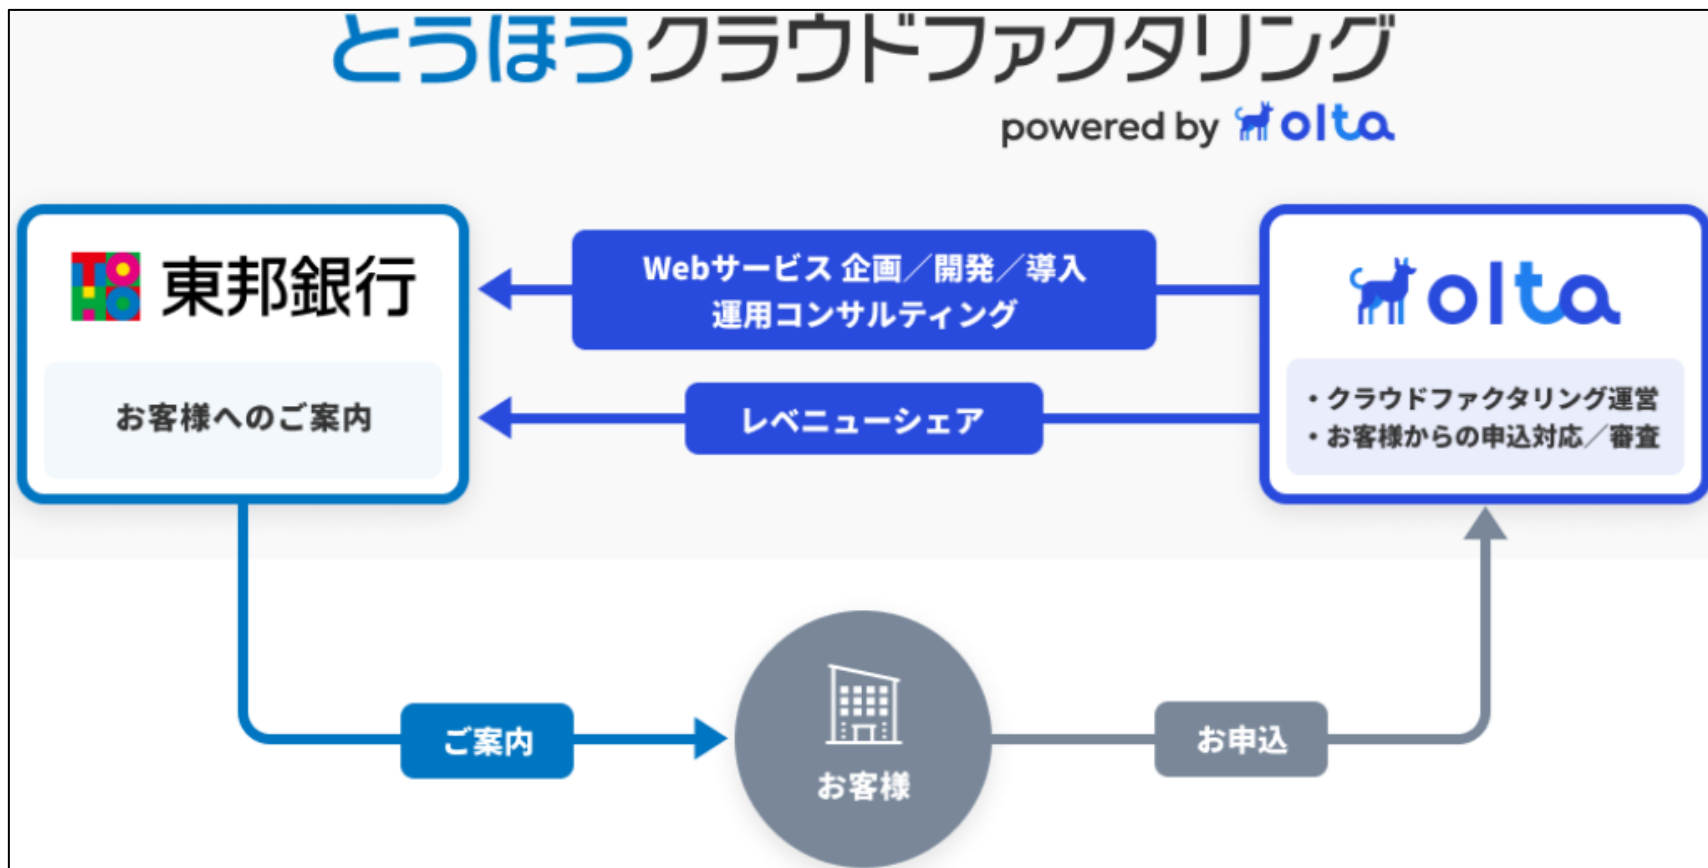 とうほうクラウドファクタリング
powered by olta
TOHO 東邦銀行
お客様へのご案内
Webサービス 企画／開発／導入
運用コンサルティング
レベニューシェア
olta
・クラウドファクタリング運営
・お客様からの申込対応／審査
ご案内
お客様
お申込